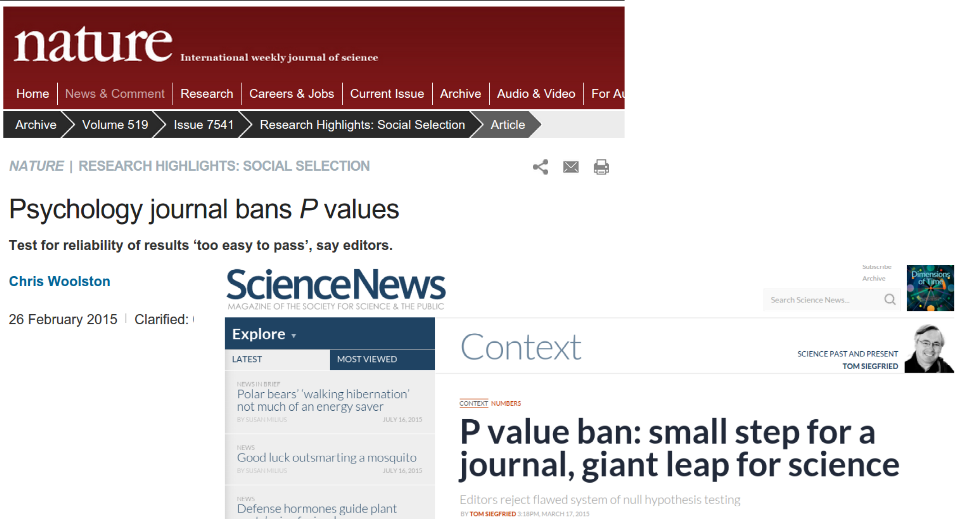 nature International weekly journal of science
Home News & Comment Research Careers & Jobs Current Issue Archive Audio & Video For Au
Archive Volume 519 Issue 7541 Research Highlights: Social Selection Article
NATURE | RESEARCH HIGHLIGHTS: SOCIAL SELECTION
Psychology journal bans P values
Test for reliability of results ‘too easy to pass’, say editors.
Chris Woolston
26 February 2015 Clarified:
ScienceNews
MAGAZINE OF THE SOCIETY FOR SCIENCE & THE PUBLIC
Subscribe
Archive
Search Science News...
Dimensions
of Time
Explore
LATEST MOST VIEWED
NEWS IN BRIEF
Polar bears’ ‘walking hibernation’
not much of an energy saver
BY SUSAN MILIUS JULY 16, 2015
NEWS
Good luck outsmarting a mosquito
BY SUSAN MILIUS JULY 16, 2015
NEWS
Defense hormones guide plant
Context
SCIENCE PAST AND PRESENT
TOM SIEGFRIED
CONTEXT NUMBERS
P value ban: small step for a
journal, giant leap for science
Editors reject flawed system of null hypothesis testing
BY TOM SIEGFRIED 3:18PM, MARCH 17, 2015